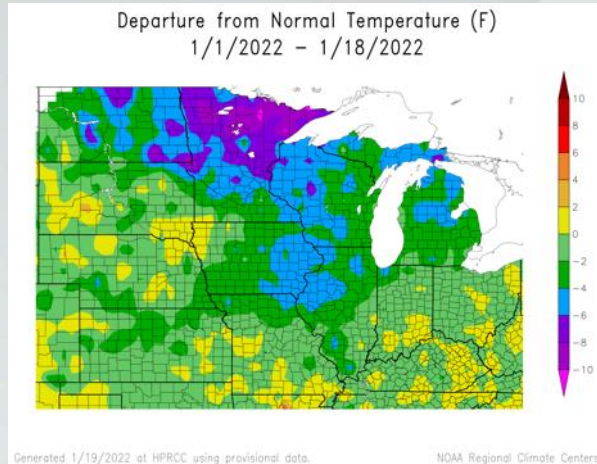 Departure from Normal Temperature (F)
1/1/2022 – 1/18/2022
10
8
6
4
2
0
-2
-4
-6
-8
-10
Generated 1/19/2022 at HPRCC using provisional data.
NOAA Regional Climate Centers